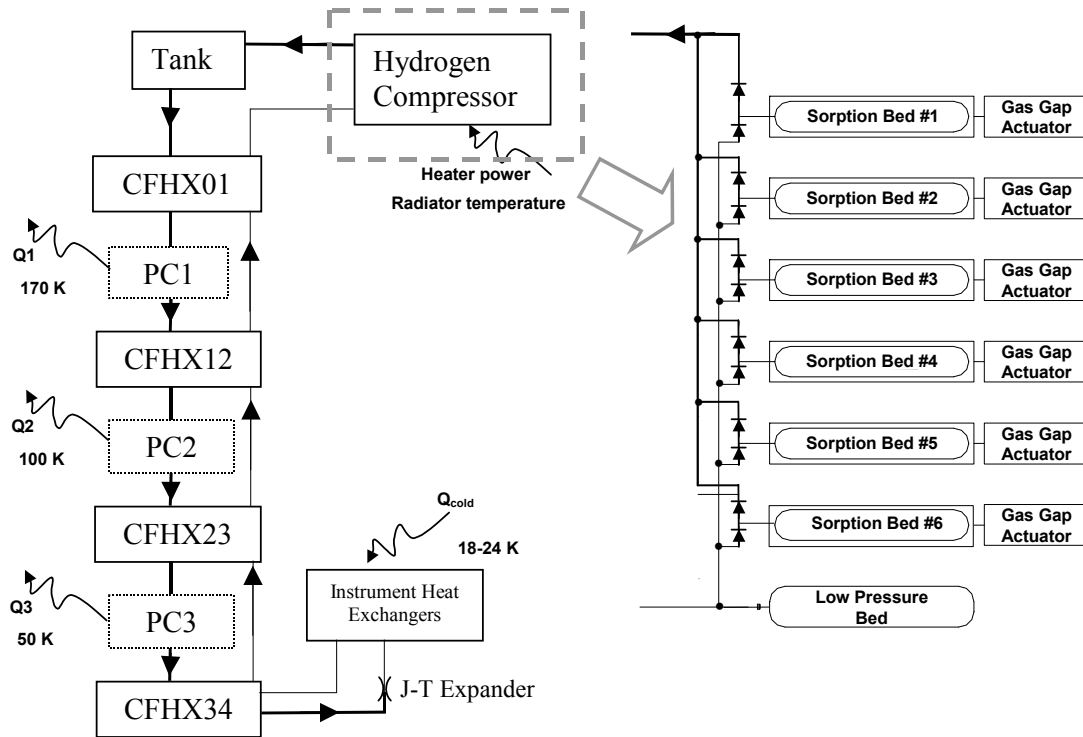 Tank
Hydrogen
Compressor
Heater power
Radiator temperature
CFHX01
Q1
170 K
PC1
CFHX12
Q2
100 K
PC2
CFHX23
Q3
50 K
PC3
CFHX34
Qcold
18-24 K
Instrument Heat
Exchangers
J-T Expander
Sorption Bed #1
Gas Gap
Actuator
Sorption Bed #2
Gas Gap
Actuator
Sorption Bed #3
Gas Gap
Actuator
Sorption Bed #4
Gas Gap
Actuator
Sorption Bed #5
Gas Gap
Actuator
Sorption Bed #6
Gas Gap
Actuator
Low Pressure
Bed